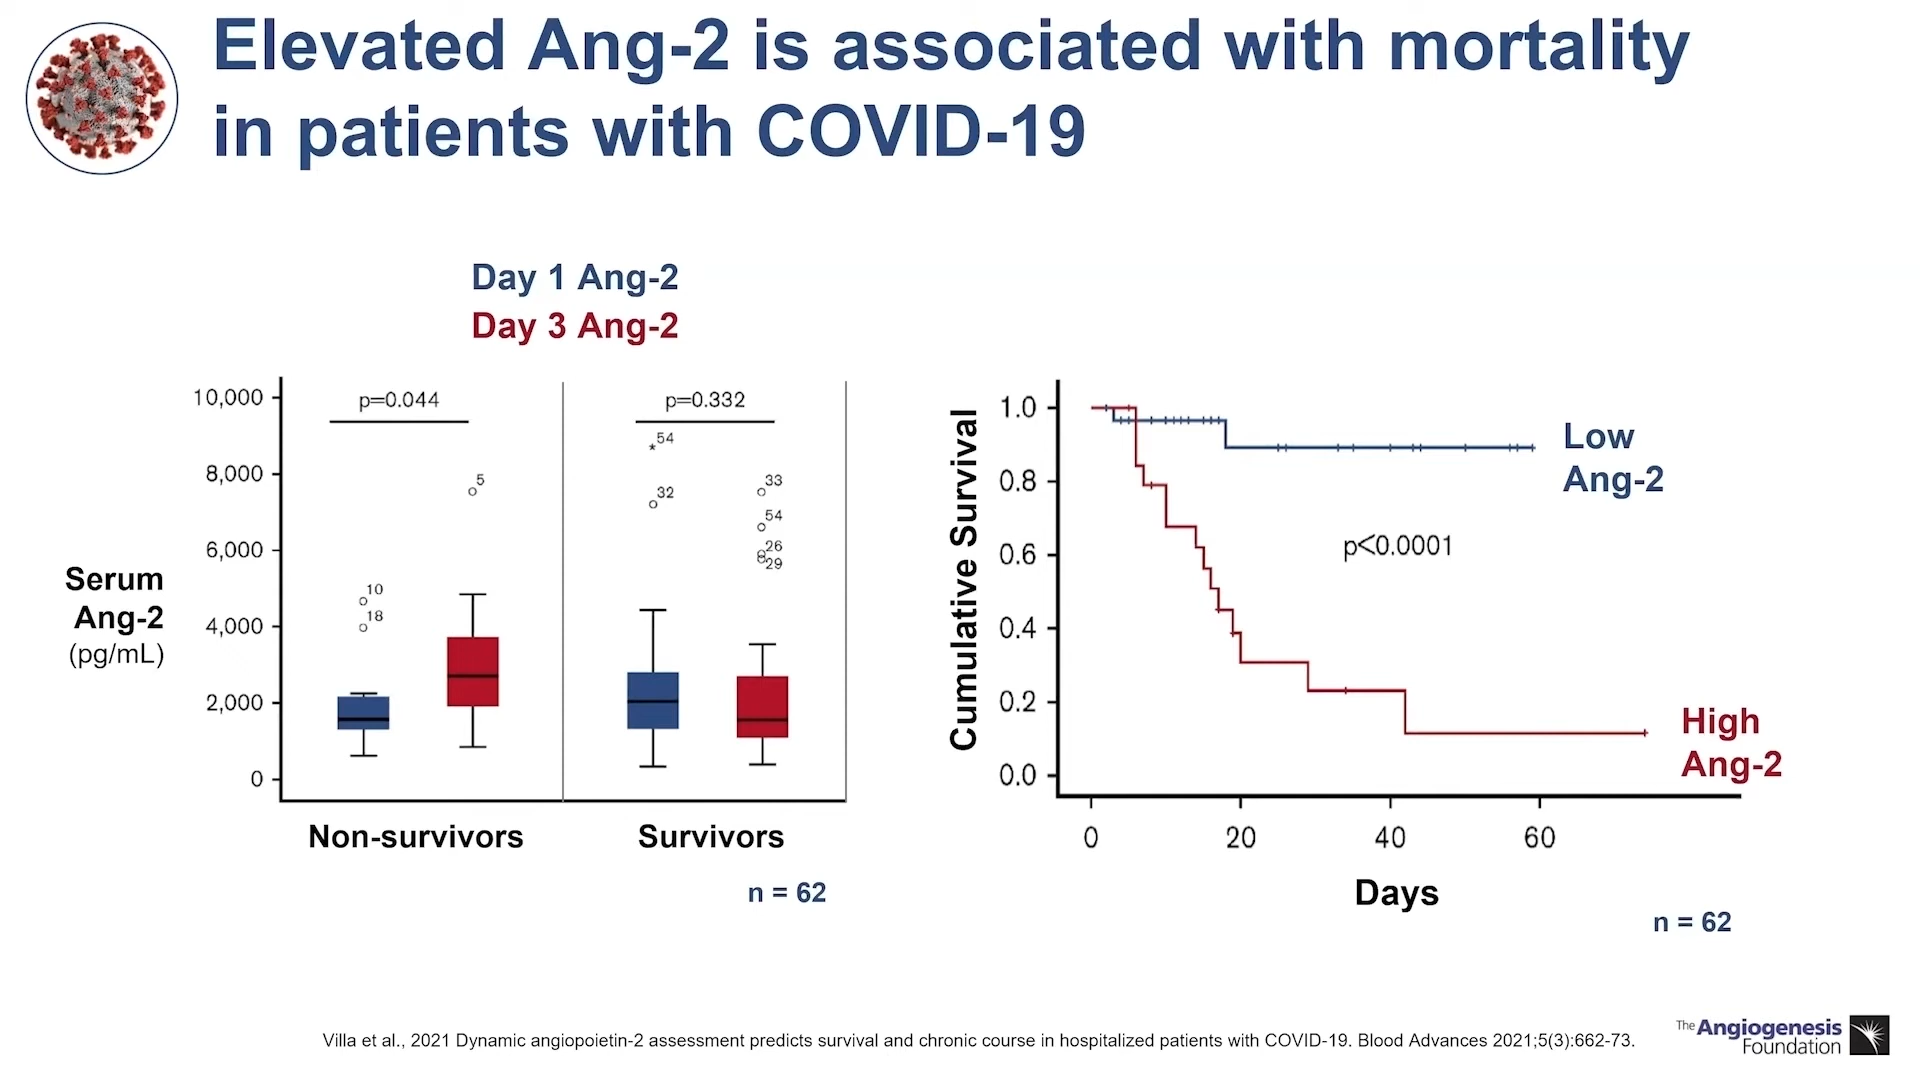 Elevated Ang-2 is associated with mortality
in patients with COVID-19
Day 1 Ang-2
Day 3 Ang-2
Serum
Ang-2
(pg/mL)
10,000
8,000
6,000
4,000
2,000
0
p=0.044
p=0.332
10
18
5
54
32
33
54
26
29
Non-survivors
Survivors
n = 62
Cumulative Survival
1.0
0.8
0.6
0.4
0.2
0.0
Low
Ang-2
p<0.0001
High
Ang-2
0
20
40
60
Days
n = 62
Villa et al., 2021 Dynamic angiopoietin-2 assessment predicts survival and chronic course in hospitalized patients with COVID-19. Blood Advances 2021;5(3):662-73.
The Angiogenesis
Foundation